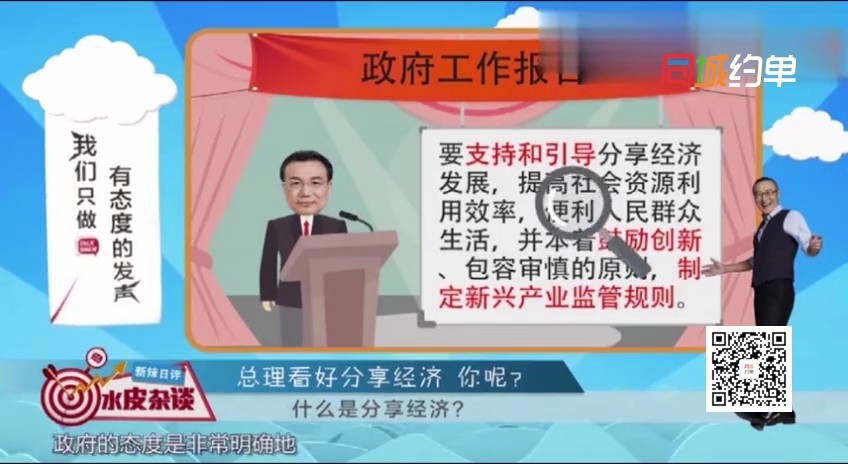 政府工作报告
同城约单
我们只做
有态度的发声
要支持和引导分享经济
发展，提高社会资源利
用效率，便利人民群众
生活，并本着鼓励创新
、包容审慎的原则，制
定新兴产业监管规则。
新辣日评
水皮杂谈
总理看好分享经济 你呢?
什么是分享经济?
政府的态度是非常明确地